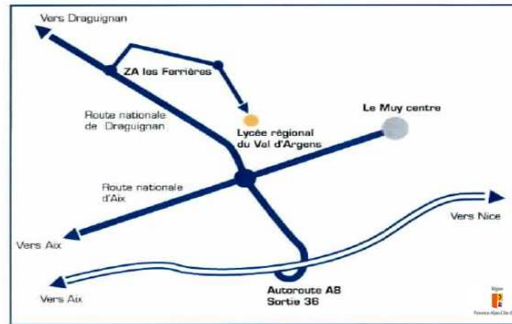 Vers Draguignan
ZA les Ferrières
Route nationale
de Draguignan
Lycée régional
du Val d'Argens
Le Muy centre
Route nationale
d'Aix
Vers Aix
Vers Nice
Vers Aix
Autoroute A8
Sortie 36